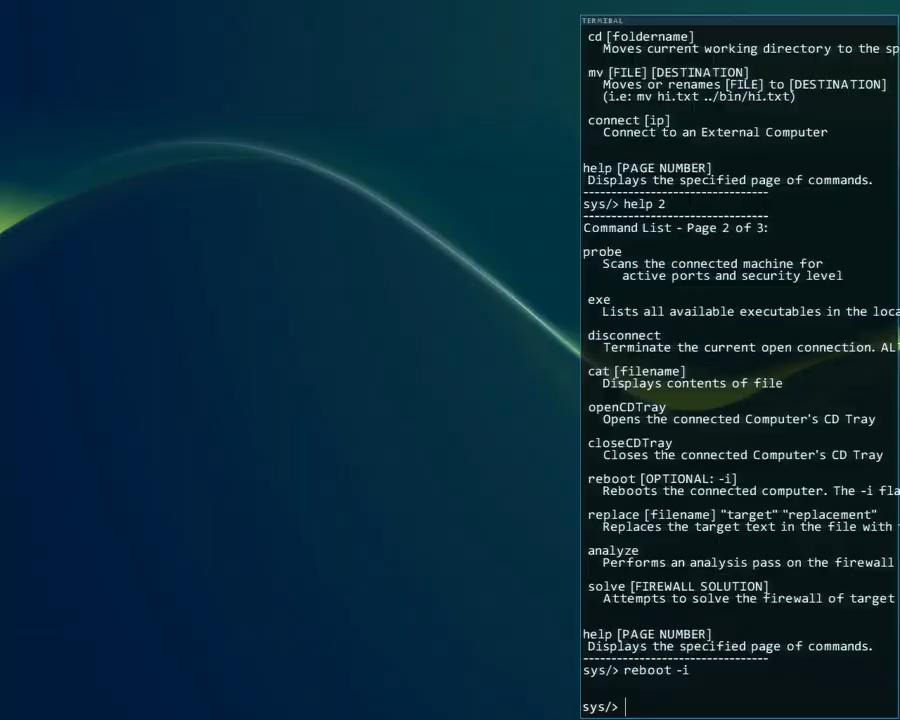 TERMINAL
cd [foldername]
Moves current working directory to the sp
mv [FILE] [DESTINATION]
Moves or renames [FILE] to [DESTINATION]
(i.e: mv hi.txt ../bin/hi.txt)
connect [ip]
Connect to an External Computer
help [PAGE NUMBER]
Displays the specified page of commands.
--------------------------------
sys/> help 2
--------------------------------
Command List - Page 2 of 3:
probe
Scans the connected machine for
active ports and security level
exe
Lists all available executables in the loca
disconnect
Terminate the current open connection. AL
cat [filename]
Displays contents of file
openCDTray
Opens the connected Computer's CD Tray
closeCDTray
Closes the connected Computer's CD Tray
reboot [OPTIONAL: -i]
Reboots the connected computer. The -i fla
replace [filename] "target" "replacement"
Replaces the target text in the file with
analyze
Performs an analysis pass on the firewall
solve [FIREWALL SOLUTION]
Attempts to solve the firewall of target
help [PAGE NUMBER]
Displays the specified page of commands.
--------------------------------
sys/> reboot -i
sys/>